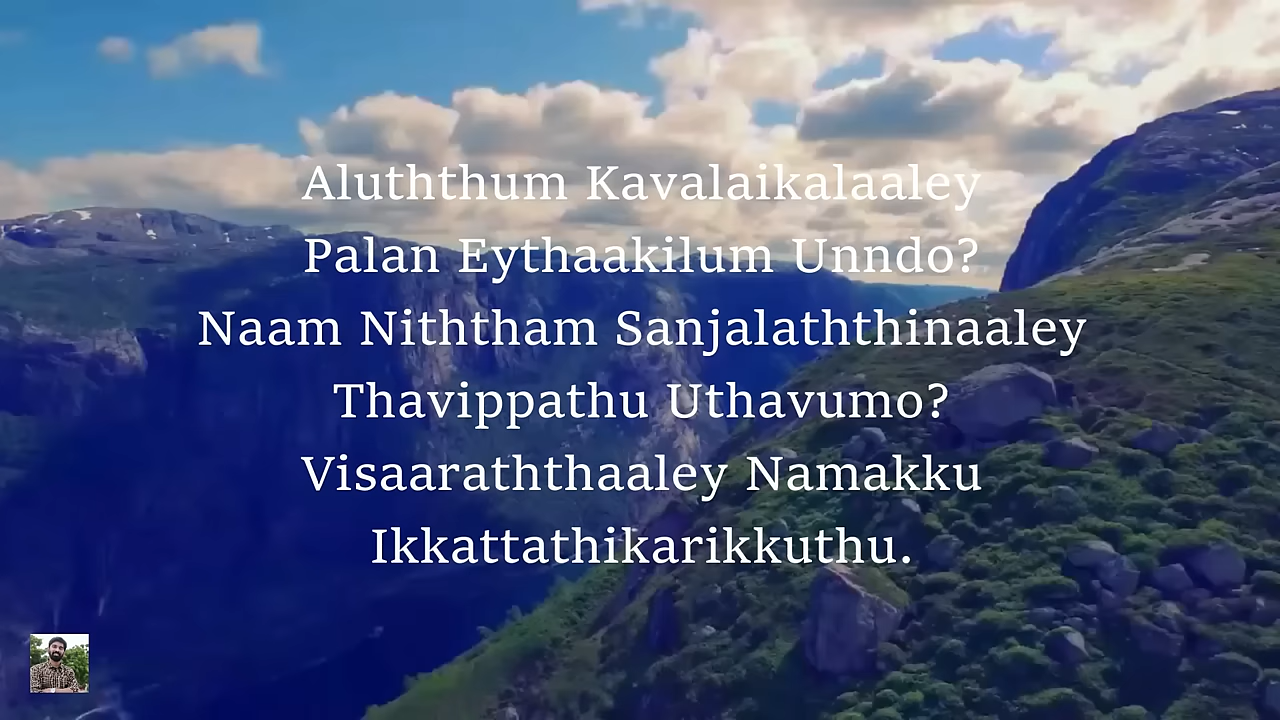 Aluththum Kavalaikalaaley
Palan Eythaakilum Unndo?
Naam Niththam Sanjalaththinaaley
Thavippathu Uthavumo?
Visaaraththaaley Namakku
Ikkattathikarikkuthu.